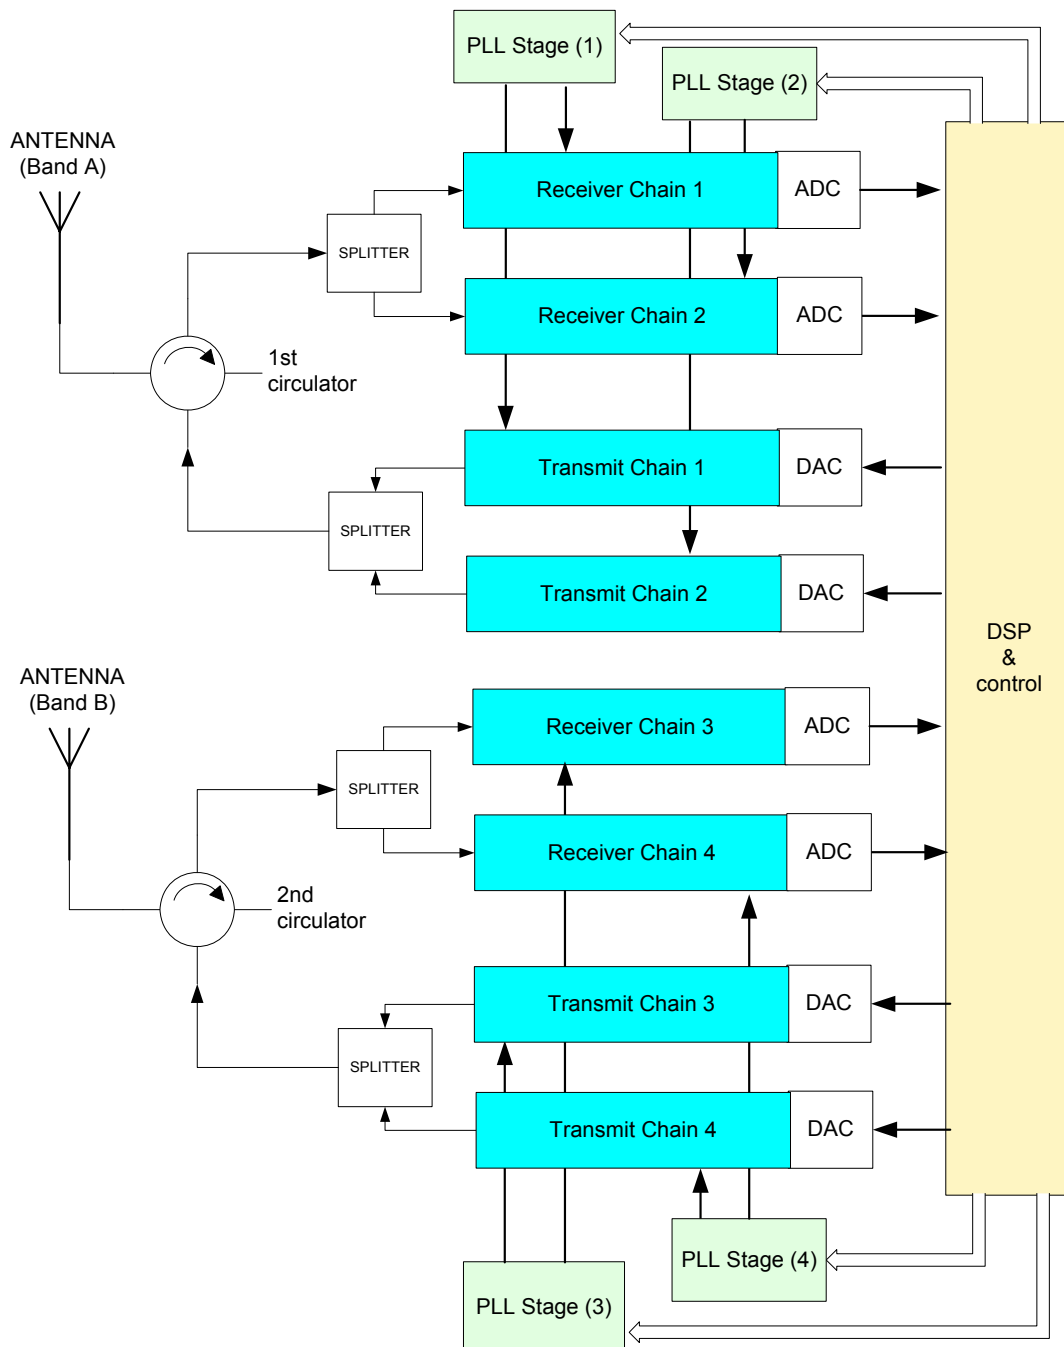 PLL Stage (1)
PLL Stage (2)
ANTENNA
(Band A)
Receiver Chain 1
ADC
SPLITTER
Receiver Chain 2
ADC
1st
circulator
Transmit Chain 1
DAC
SPLITTER
Transmit Chain 2
DAC
DSP
&
control
ANTENNA
(Band B)
Receiver Chain 3
ADC
SPLITTER
Receiver Chain 4
ADC
2nd
circulator
Transmit Chain 3
DAC
SPLITTER
Transmit Chain 4
DAC
PLL Stage (4)
PLL Stage (3)